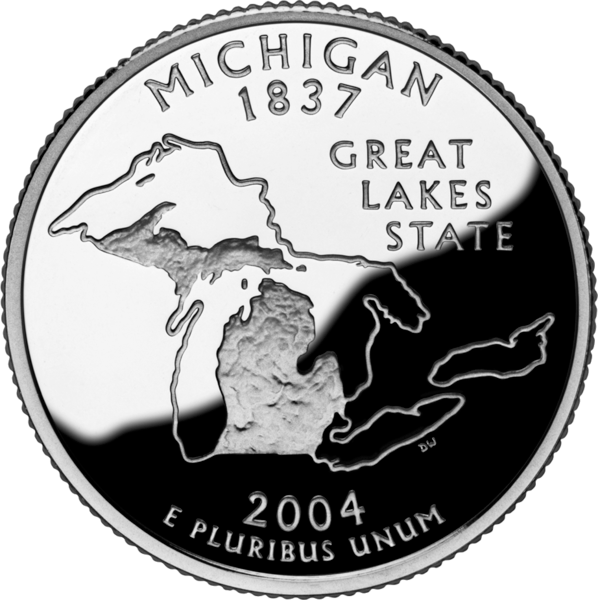 MICHIGAN
1837
GREAT
LAKES
STATE
DW
2004
E PLURIBUS UNUM